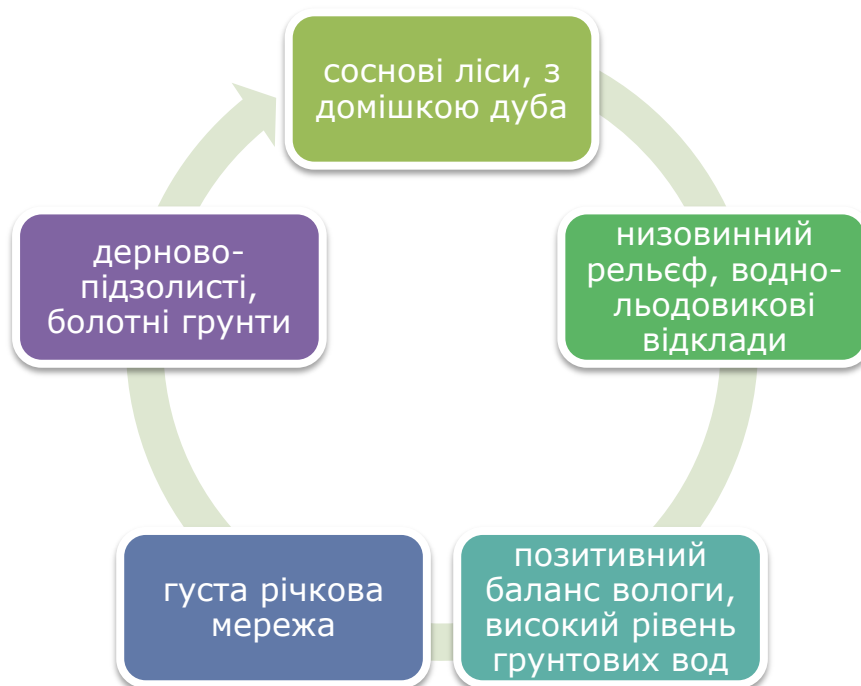 соснові ліси, з
домішкою дуба
низовинний
рельєф, водно-
льодовикові
відклади
позитивний
баланс вологи,
високий рівень
грунтових вод
густа річкова
мережа
дерново-
підзолисті,
болотні грунти